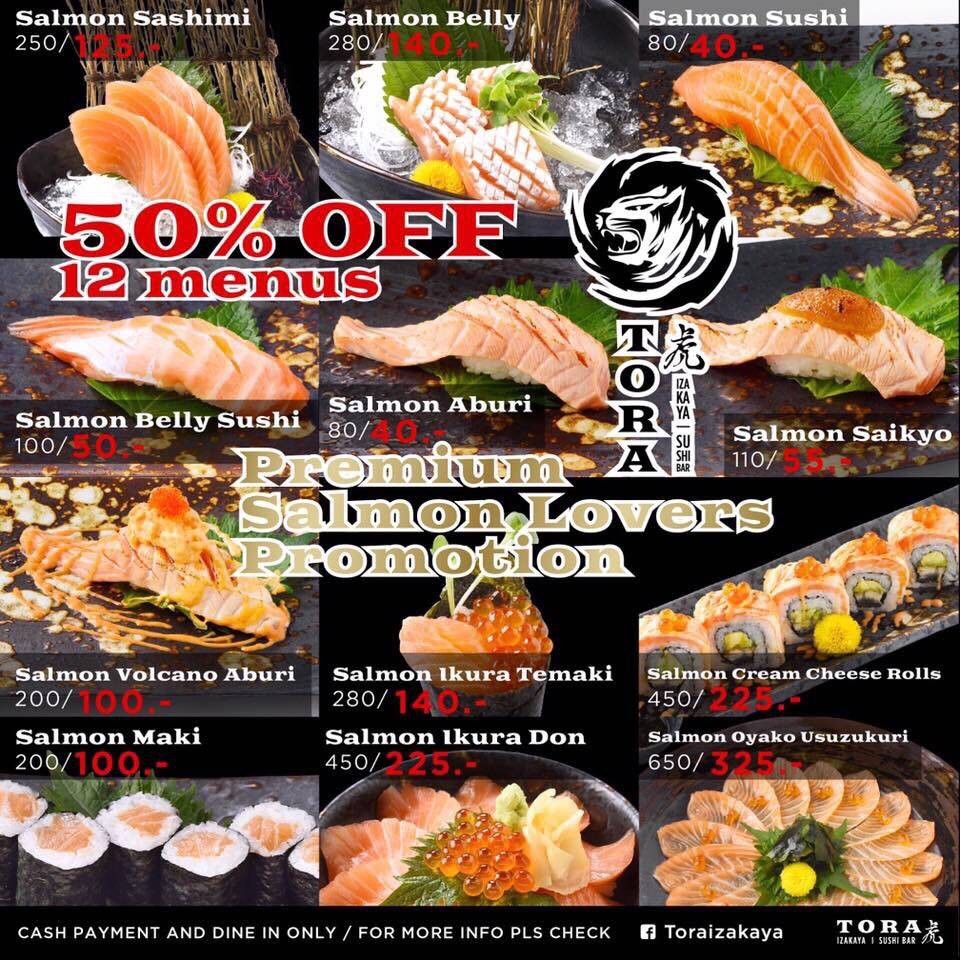 Salmon Sashimi
250/125.-
Salmon Belly
280/140.-
Salmon Sushi
80/40.-
50% OFF
12 menus
TORA
虎
IZAKAYA | SUSHI BAR
Salmon Belly Sushi
100/50.-
Salmon Aburi
80/40.-
Salmon Saikyo
110/55.-
Premium
Salmon Lovers
Promotion
Salmon Volcano Aburi
200/100.-
Salmon Ikura Temaki
280/140.-
Salmon Cream Cheese Rolls
450/225.-
Salmon Maki
200/100.-
Salmon Ikura Don
450/225.-
Salmon Oyako Usuzukuri
650/325.-
CASH PAYMENT AND DINE IN ONLY / FOR MORE INFO PLS CHECK
f Toraizakaya
TORA
IZAKAYA | SUSHI BAR 虎